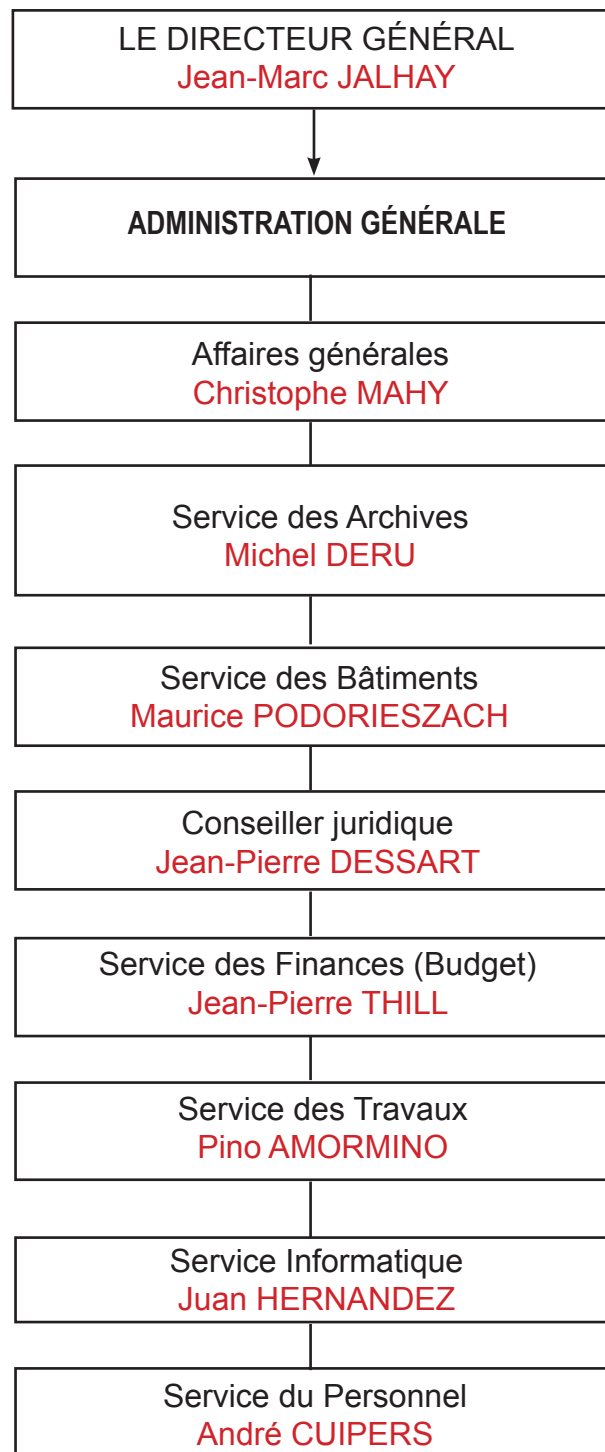 LE DIRECTEUR GÉNÉRAL
Jean-Marc JALHAY
ADMINISTRATION GÉNÉRALE
Affaires générales
Christophe MAHY
Service des Archives
Michel DERU
Service des Bâtiments
Maurice PODORIESZACH
Conseiller juridique
Jean-Pierre DESSART
Service des Finances (Budget)
Jean-Pierre THILL
Service des Travaux
Pino AMORMINO
Service Informatique
Juan HERNANDEZ
Service du Personnel
André CUIPERS